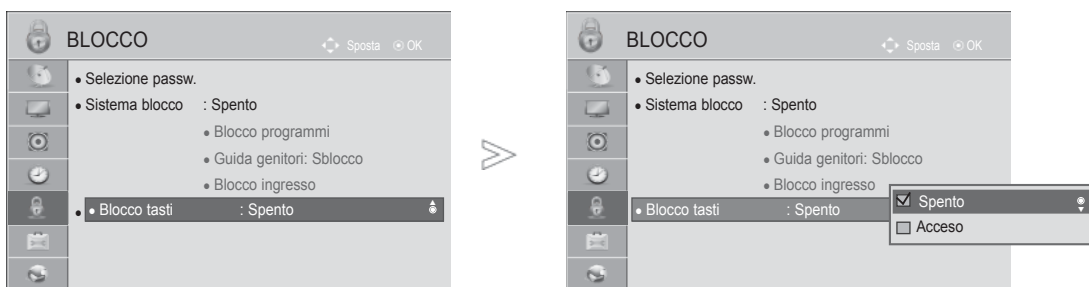 BLOCCO
Sposta OK
• Selezione passw.
• Sistema blocco : Spento
• Blocco programmi
• Guida genitori: Sblocco
• Blocco ingresso
• • Blocco tasti : Spento
BLOCCO
Sposta OK
• Selezione passw.
• Sistema blocco : Spento
• Blocco programmi
• Guida genitori: Sblocco
• Blocco ingresso
• Blocco tasti : Spento
Spento
Acceso